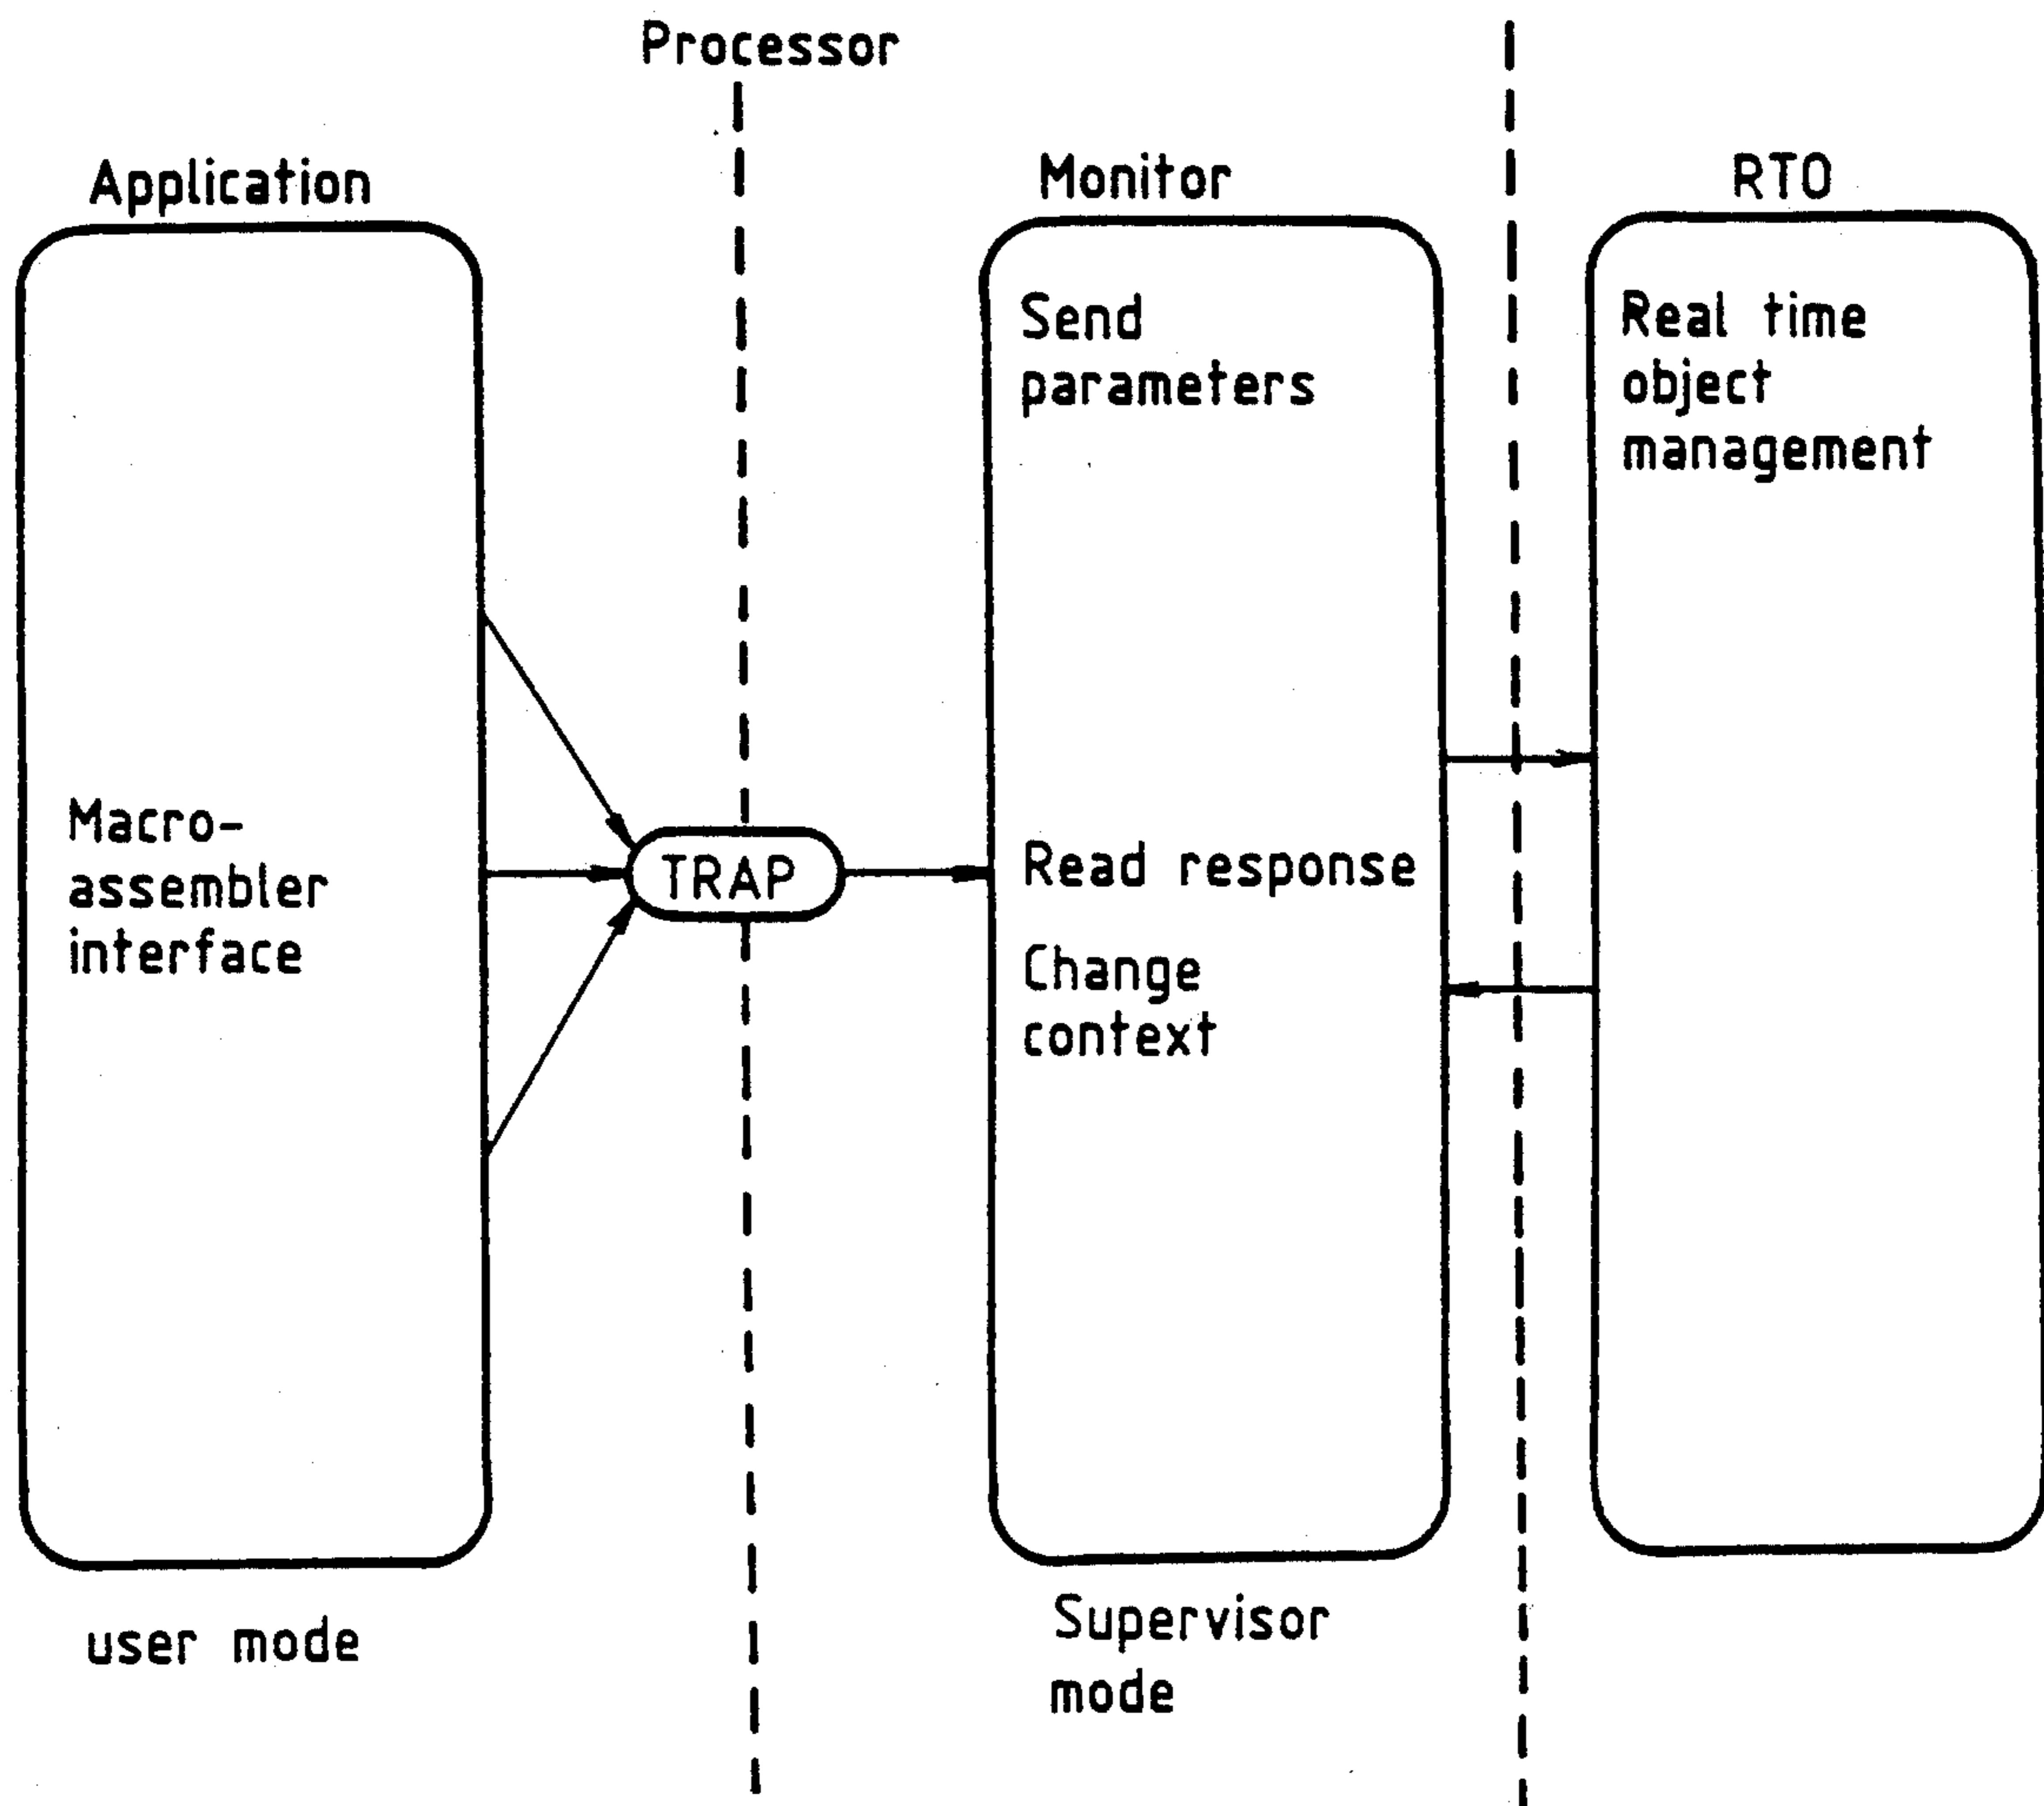 Processor
Application
Monitor
RTO
Send
parameters
Real time
object
management
Macro-
assembler
interface
TRAP
Read response
Change
context
user mode
Supervisor
mode